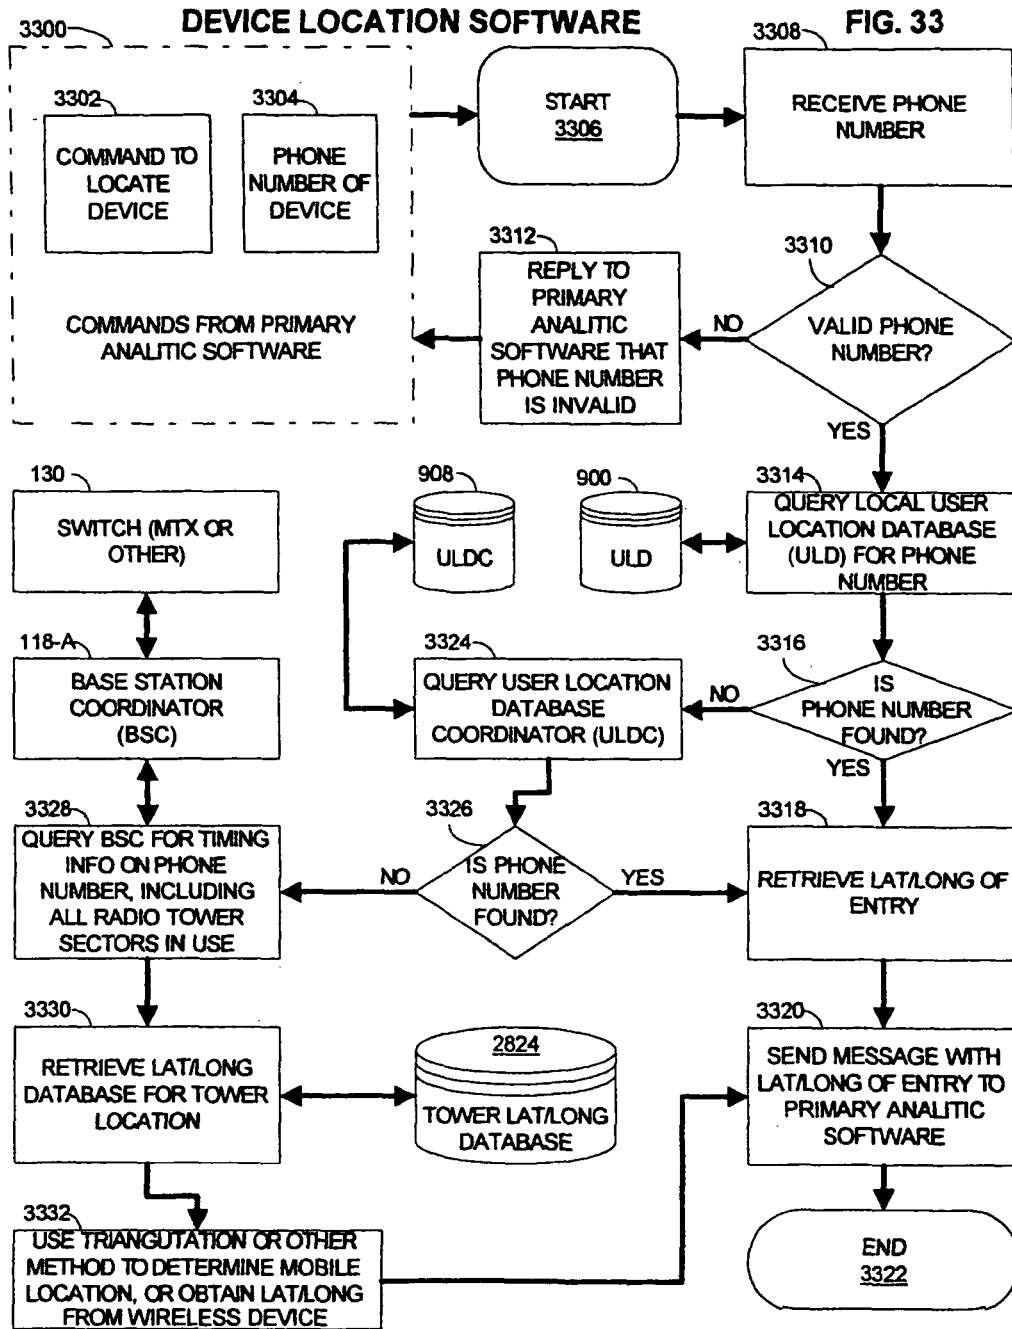 DEVICE LOCATION SOFTWARE
FIG. 33
3300
3302
COMMAND TO
LOCATE
DEVICE
3304
PHONE
NUMBER OF
DEVICE
COMMANDS FROM PRIMARY
ANALITIC SOFTWARE
START
3306
3308
RECEIVE PHONE
NUMBER
3310
VALID PHONE
NUMBER?
NO
YES
3312
REPLY TO
PRIMARY
ANALITIC
SOFTWARE THAT
PHONE NUMBER
IS INVALID
130
SWITCH (MTX OR
OTHER)
908
ULDC
900
ULD
3314
QUERY LOCAL USER
LOCATION DATABASE
(ULD) FOR PHONE
NUMBER
118-A
BASE STATION
COORDINATOR
(BSC)
3324
QUERY USER LOCATION
DATABASE
COORDINATOR (ULDC)
3316
IS
PHONE NUMBER
FOUND?
NO
YES
3328
QUERY BSC FOR TIMING
INFO ON PHONE
NUMBER, INCLUDING
ALL RADIO TOWER
SECTORS IN USE
3326
IS PHONE
NUMBER
FOUND?
NO
YES
3318
RETRIEVE LAT/LONG OF
ENTRY
3330
RETRIEVE LAT/LONG
DATABASE FOR TOWER
LOCATION
2824
TOWER LAT/LONG
DATABASE
3320
SEND MESSAGE WITH
LAT/LONG OF ENTRY TO
PRIMARY ANALITIC
SOFTWARE
3332
USE TRIANGUTATION OR OTHER
METHOD TO DETERMINE MOBILE
LOCATION, OR OBTAIN LAT/LONG
FROM WIRELESS DEVICE
END
3322